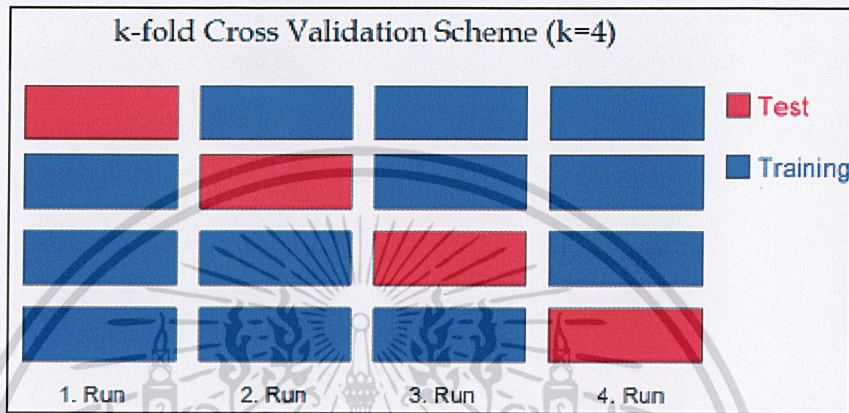 k-fold Cross Validation Scheme (k=4)
Test
Training
1. Run
2. Run
3. Run
4. Run